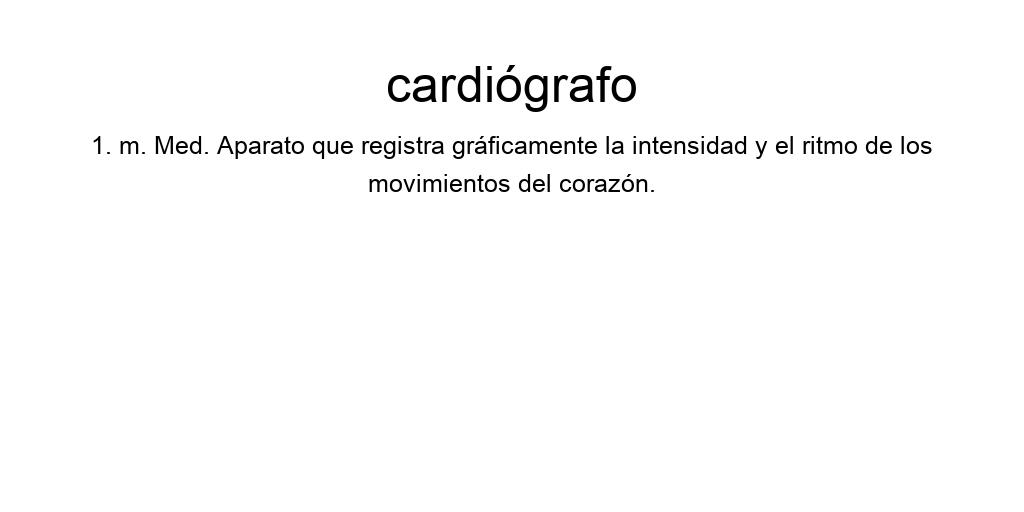 cardiógrafo
1. m. Med. Aparato que registra gráficamente la intensidad y el ritmo de los
movimientos del corazón.